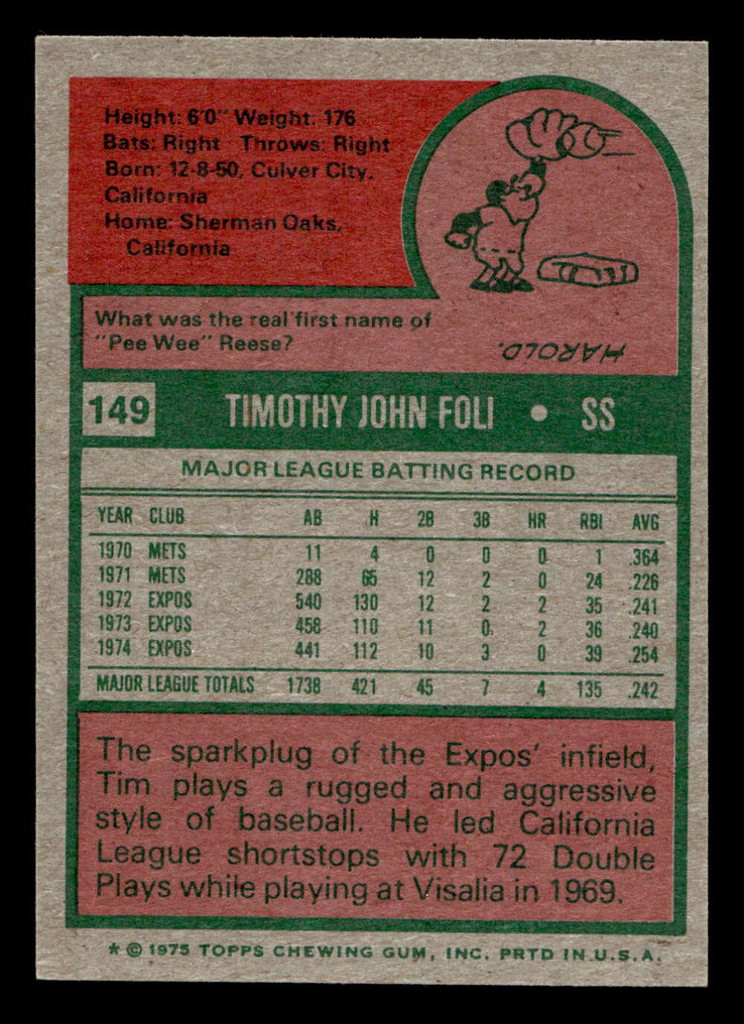 Height: 6'0" Weight: 176
Bats: Right Throws: Right
Born: 12-8-50, Culver City,
California
Home: Sherman Oaks,
California
What was the real first name of
"Pee Wee" Reese?
HAROLD.
149 TIMOTHY JOHN FOLI • SS
MAJOR LEAGUE BATTING RECORD
YEAR CLUB AB H 2B 3B HR RBI AVG
1970 METS 11 4 0 0 0 1 .364
1971 METS 288 65 12 2 0 24 .226
1972 EXPOS 540 130 12 2 2 35 .241
1973 EXPOS 458 110 11 0 2 36 .240
1974 EXPOS 441 112 10 3 0 39 .254
MAJOR LEAGUE TOTALS 1738 421 45 7 4 135 .242
The sparkplug of the Expos' infield,
Tim plays a rugged and aggressive
style of baseball. He led California
League shortstops with 72 Double
Plays while playing at Visalia in 1969.
* © 1975 TOPPS CHEWING GUM, INC. PRTD IN U.S.A.